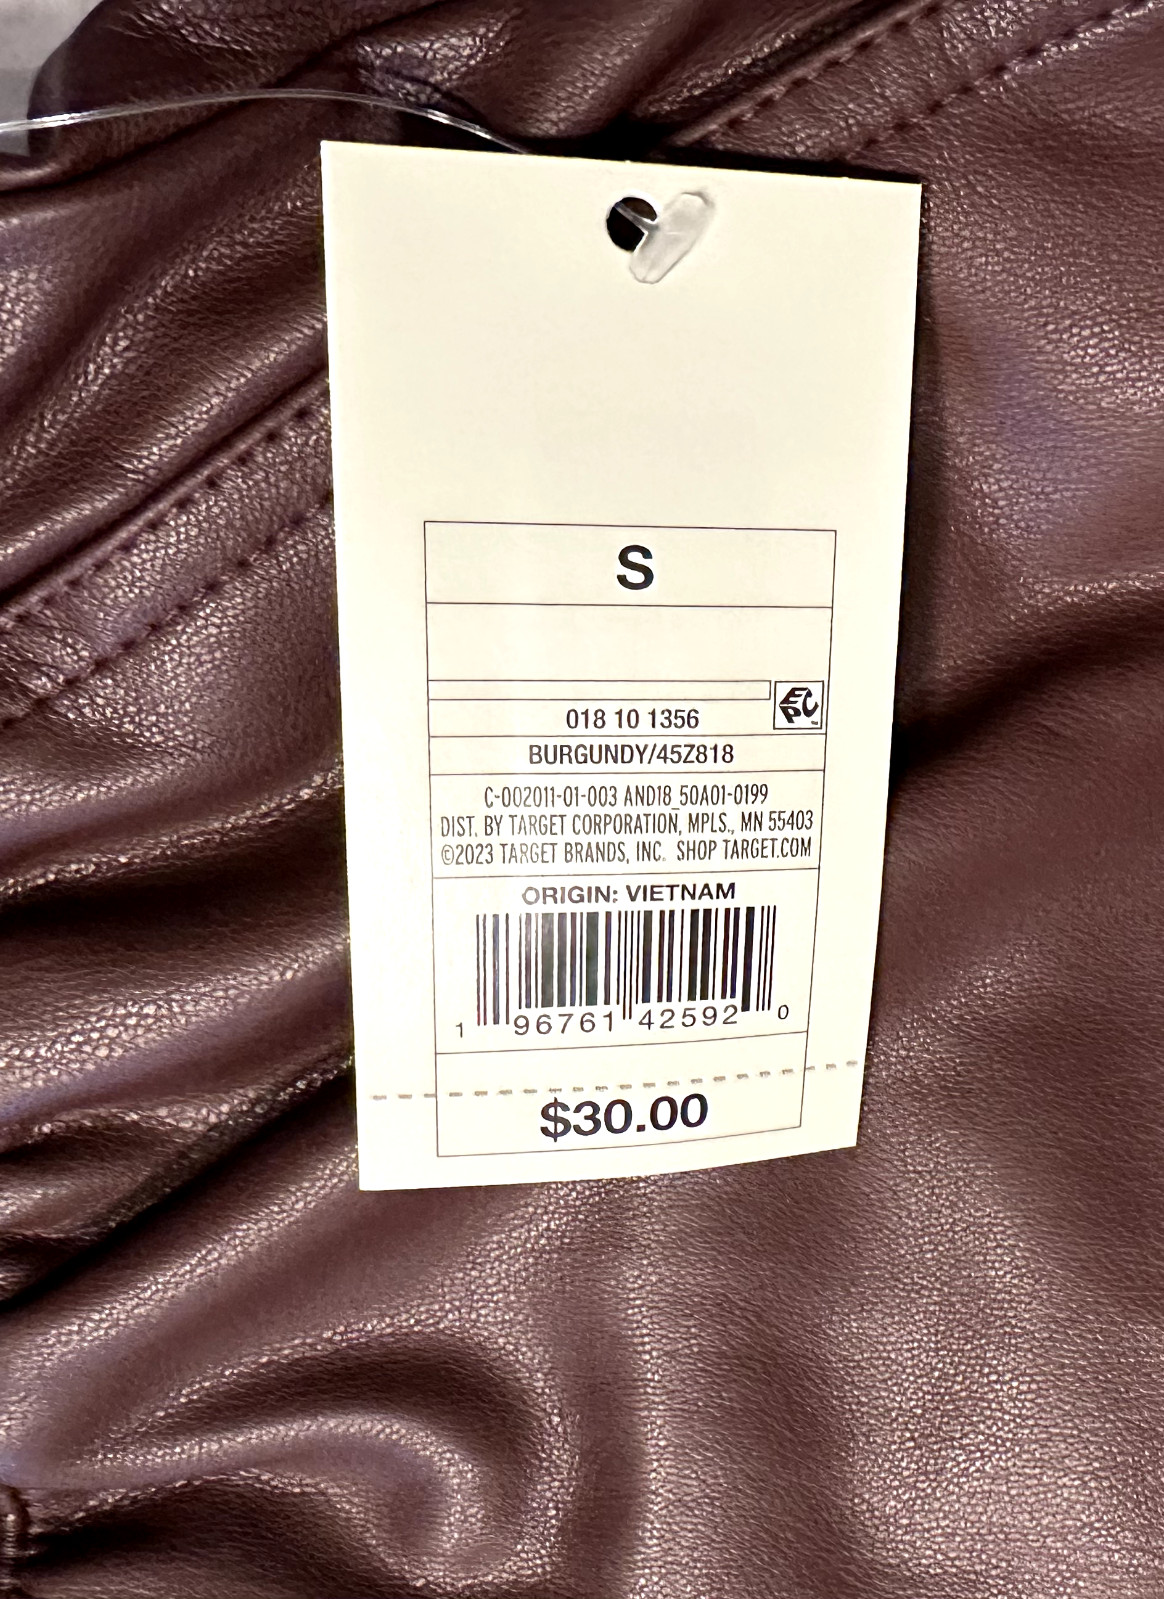 S
EPC
018 10 1356
BURGUNDY/45Z818
C-002011-01-003 AND18_50A01-0199
DIST. BY TARGET CORPORATION, MPLS., MN 55403
©2023 TARGET BRANDS, INC. SHOP TARGET.COM
ORIGIN: VIETNAM
1 96761 42592 0
$30.00